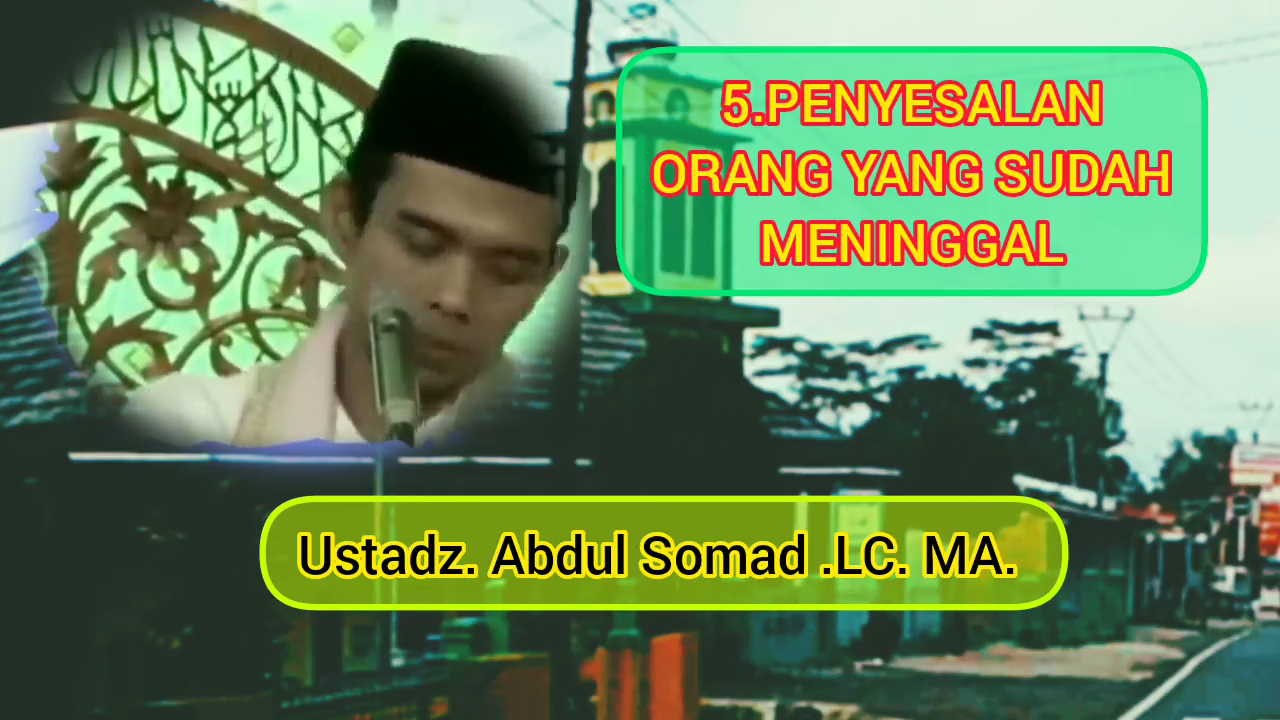 5.PENYESALAN
ORANG YANG SUDAH
MENINGGAL
Ustadz. Abdul Somad .LC. MA.